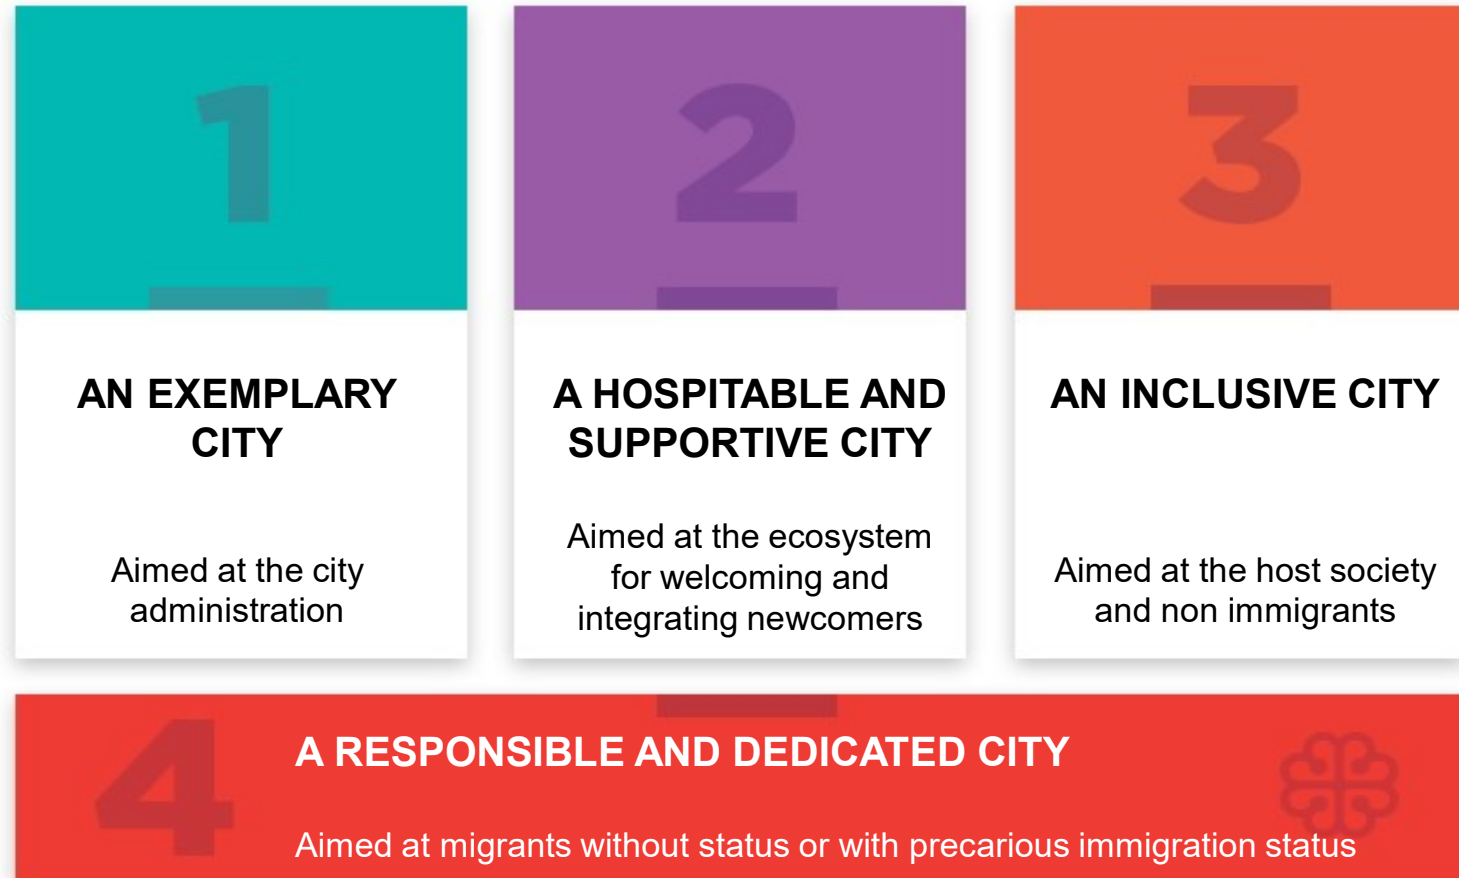 1
AN EXEMPLARY
CITY
Aimed at the city
administration
2
A HOSPITABLE AND
SUPPORTIVE CITY
Aimed at the ecosystem
for welcoming and
integrating newcomers
3
AN INCLUSIVE CITY
Aimed at the host society
and non immigrants
4
A RESPONSIBLE AND DEDICATED CITY
Aimed at migrants without status or with precarious immigration status